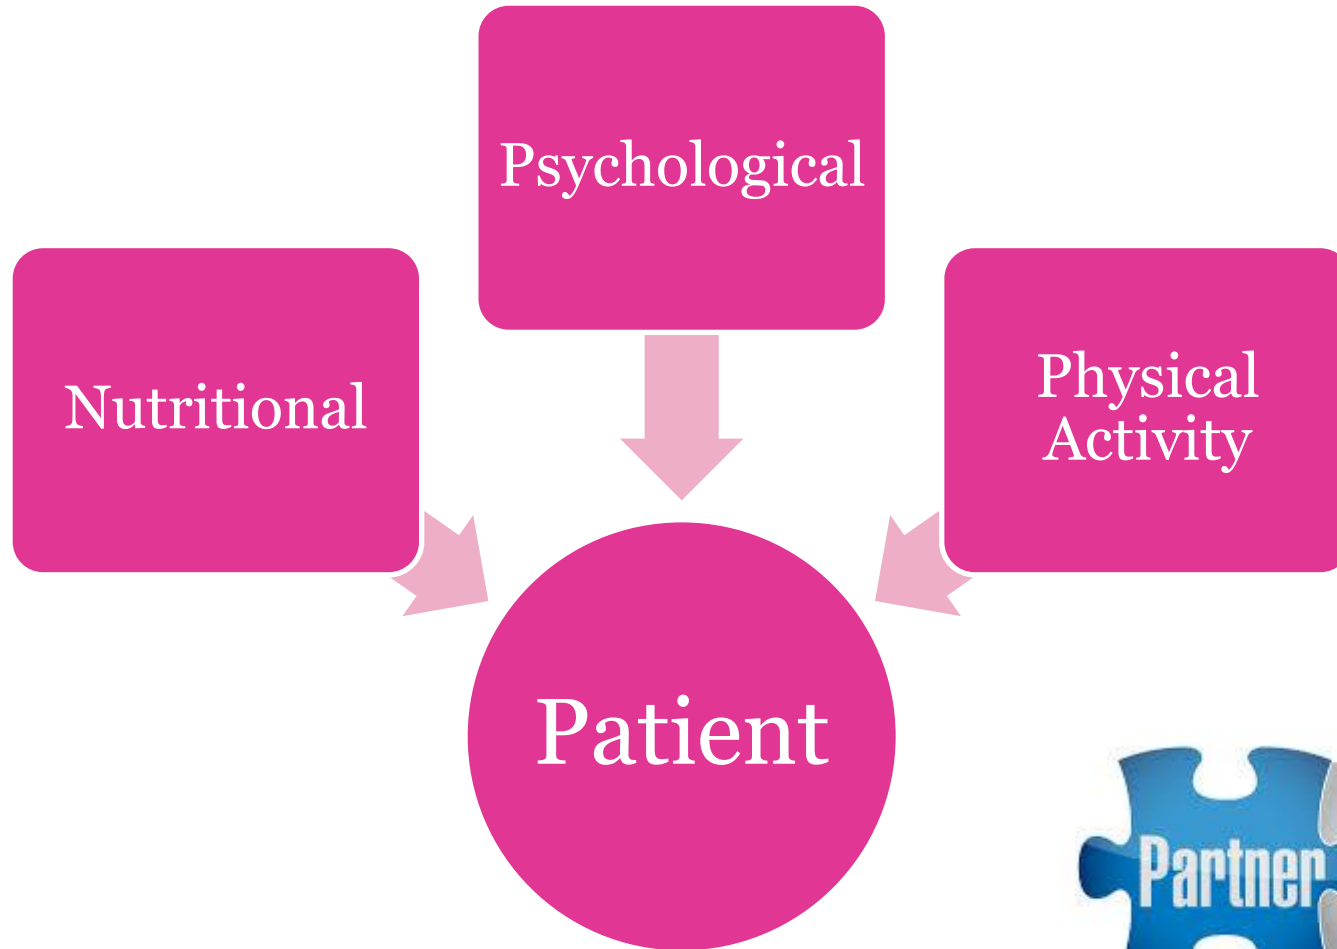 Psychological
Nutritional
Physical
Activity
Patient
Partner